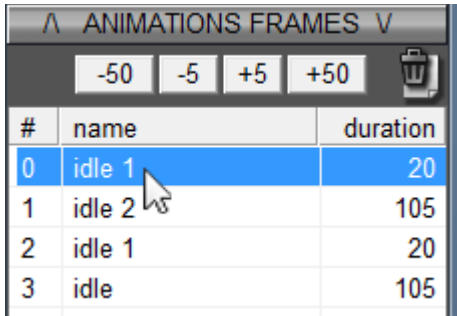 /\ ANIMATIONS FRAMES \/
-50 -5 +5 +50
# name duration
0 idle 1 20
1 idle 2 105
2 idle 1 20
3 idle 105